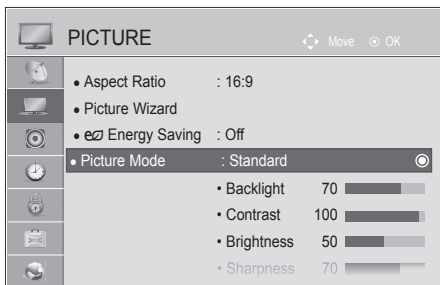 PICTURE Move OK
• Aspect Ratio : 16:9
• Picture Wizard
• Energy Saving : Off
• Picture Mode : Standard
• Backlight 70
• Contrast 100
• Brightness 50
• Sharpness 70